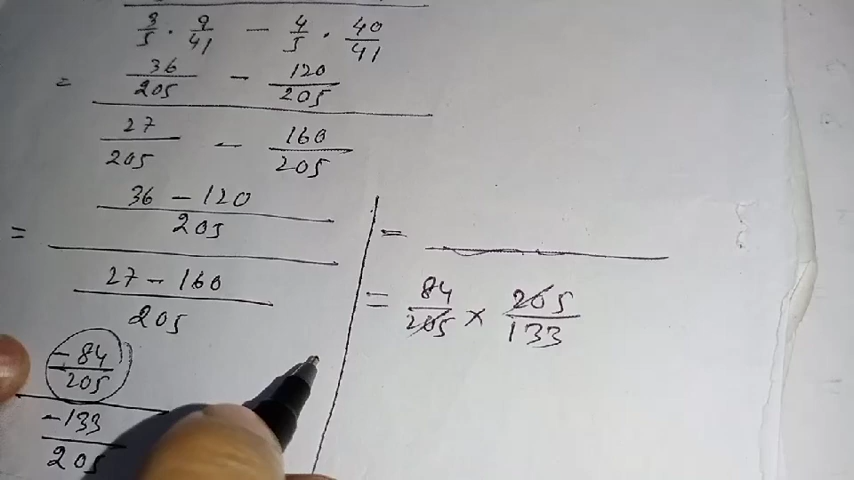 3/5 · 9/41 − 4/5 · 40/41
= 36/205 − 120/205
27/205 − 160/205
= 36 − 120 / 205
27 − 160 / 205
−84/205
−133/205
=
= 84/205 × 205/133